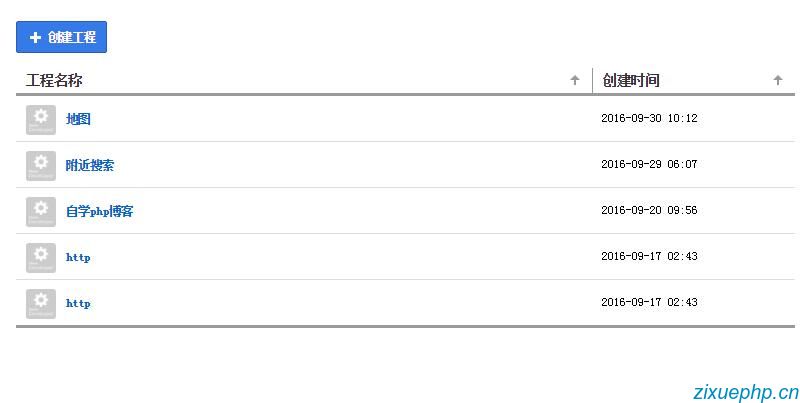 + 创建工程
工程名称 创建时间
地图 2016-09-30 10:12
附近搜索 2016-09-29 06:07
自学php博客 2016-09-20 09:56
http 2016-09-17 02:43
http 2016-09-17 02:43
zixuephp.cn